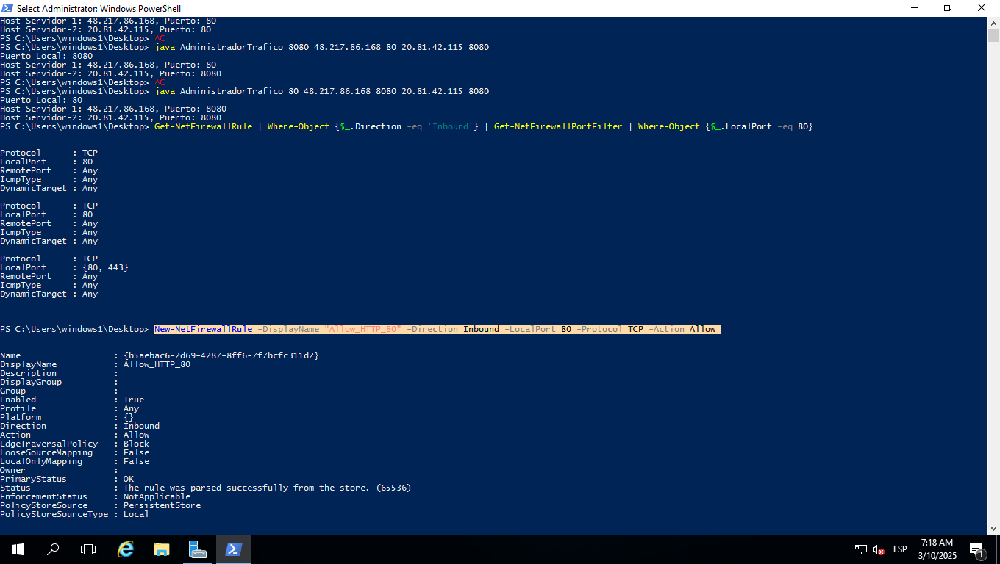 Select Administrator: Windows PowerShell
Host Servidor-1: 48.217.86.168, Puerto: 80
Host Servidor-2: 20.81.42.115, Puerto: 80
PS C:\Users\windows1\Desktop> ^C
PS C:\Users\windows1\Desktop> java AdministradorTrafico 8080 48.217.86.168 80 20.81.42.115 8080
Puerto Local: 8080
Host Servidor-1: 48.217.86.168, Puerto: 80
Host Servidor-2: 20.81.42.115, Puerto: 8080
PS C:\Users\windows1\Desktop> ^C
PS C:\Users\windows1\Desktop> java AdministradorTrafico 80 48.217.86.168 8080 20.81.42.115 8080
Puerto Local: 80
Host Servidor-1: 48.217.86.168, Puerto: 8080
Host Servidor-2: 20.81.42.115, Puerto: 8080
PS C:\Users\windows1\Desktop> Get-NetFirewallRule | Where-Object {$_.Direction -eq 'Inbound'} | Get-NetFirewallPortFilter | Where-Object {$_.LocalPort -eq 80}
Protocol      : TCP
LocalPort     : 80
RemotePort    : Any
IcmpType      : Any
DynamicTarget : Any
Protocol      : TCP
LocalPort     : 80
RemotePort    : Any
IcmpType      : Any
DynamicTarget : Any
Protocol      : TCP
LocalPort     : {80, 443}
RemotePort    : Any
IcmpType      : Any
DynamicTarget : Any
PS C:\Users\windows1\Desktop> New-NetFirewallRule -DisplayName "Allow_HTTP_80" -Direction Inbound -LocalPort 80 -Protocol TCP -Action Allow
Name                  : {b5aebac6-2d69-4287-8ff6-7f7bcfc311d2}
DisplayName           : Allow_HTTP_80
Description           :
DisplayGroup          :
Group                 :
Enabled               : True
Profile               : Any
Platform              : {}
Direction             : Inbound
Action                : Allow
EdgeTraversalPolicy   : Block
LooseSourceMapping    : False
LocalOnlyMapping      : False
Owner                 :
PrimaryStatus         : OK
Status                : The rule was parsed successfully from the store. (65536)
EnforcementStatus     : NotApplicable
PolicyStoreSource     : PersistentStore
PolicyStoreSourceType : Local
ESP
7:18 AM
3/10/2025
1